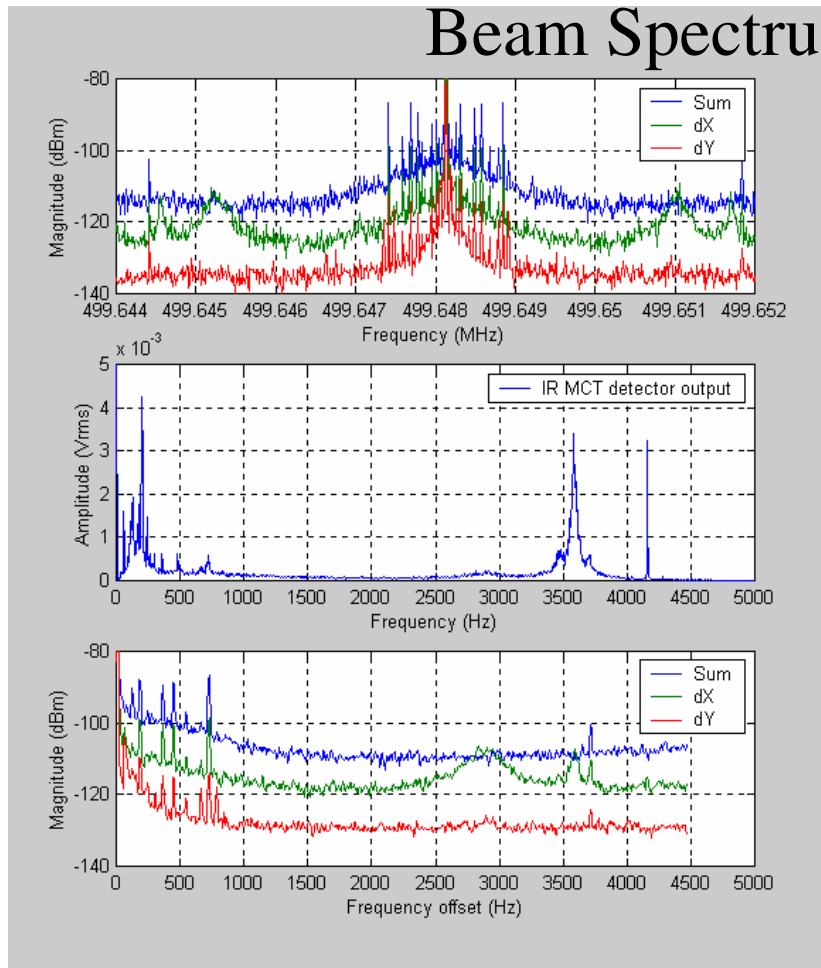 Beam Spectru
-80
-100
-120
-140
Magnitude (dBm)
Sum
dX
dY
499.644 499.645 499.646 499.647 499.648 499.649 499.65 499.651 499.652
Frequency (MHz)
x 10-3
5
4
3
2
1
0
Amplitude (Vrms)
IR MCT detector output
0 500 1000 1500 2000 2500 3000 3500 4000 4500 5000
Frequency (Hz)
-80
-100
-120
-140
Magnitude (dBm)
Sum
dX
dY
0 500 1000 1500 2000 2500 3000 3500 4000 4500 5000
Frequency offset (Hz)